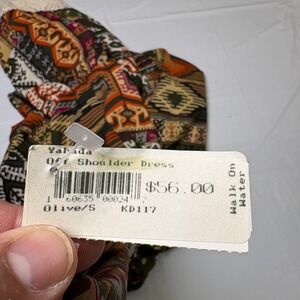 Yahada
Off Shoulder Dress
$56.00
1 60635 00024 7
Olive/S KD117
Walk On
Water